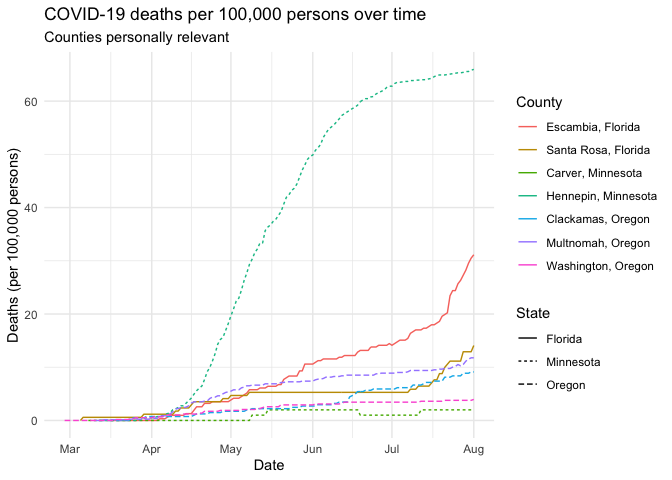 COVID-19 deaths per 100,000 persons over time
Counties personally relevant
Deaths (per 100,000 persons)
60
40
20
0
Mar
Apr
May
Jun
Jul
Aug
Date
County
Escambia, Florida
Santa Rosa, Florida
Carver, Minnesota
Hennepin, Minnesota
Clackamas, Oregon
Multnomah, Oregon
Washington, Oregon
State
Florida
Minnesota
Oregon